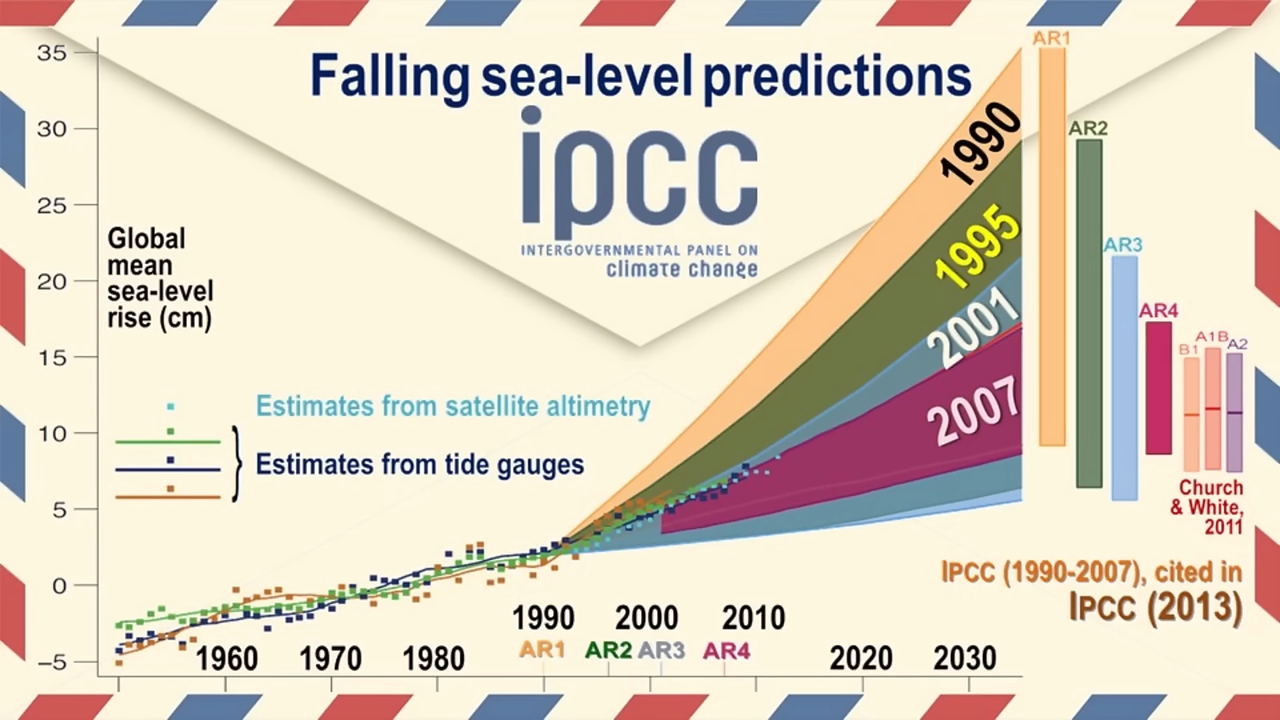 Falling sea-level predictions
ipcc
INTERGOVERNMENTAL PANEL ON
climate change
35
30
25
20
15
10
5
0
−5
Global
mean
sea-level
rise (cm)
Estimates from satellite altimetry
Estimates from tide gauges
1990
1995
2001
2007
AR1
AR2
AR3
AR4
B1
A1B
A2
Church
& White,
2011
IPCC (1990-2007), cited in
IPCC (2013)
1990 2000 2010
AR1 AR2 AR3 AR4
1960 1970 1980 2020 2030